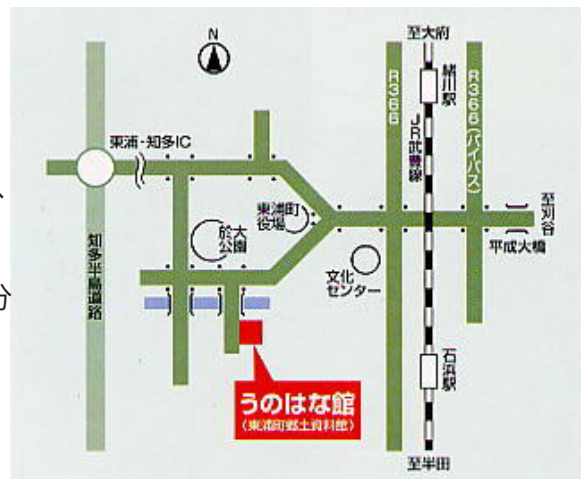 至大府
N
緒川駅
R366
JR武豊線
R366(バイパス)
東浦・知多IC
東浦町
役場
至刈谷
於大
公園
平成大橋
文化
センター
知多半島道路
分
石浜駅
うのはな館
(東浦町郷土資料館)
至半田